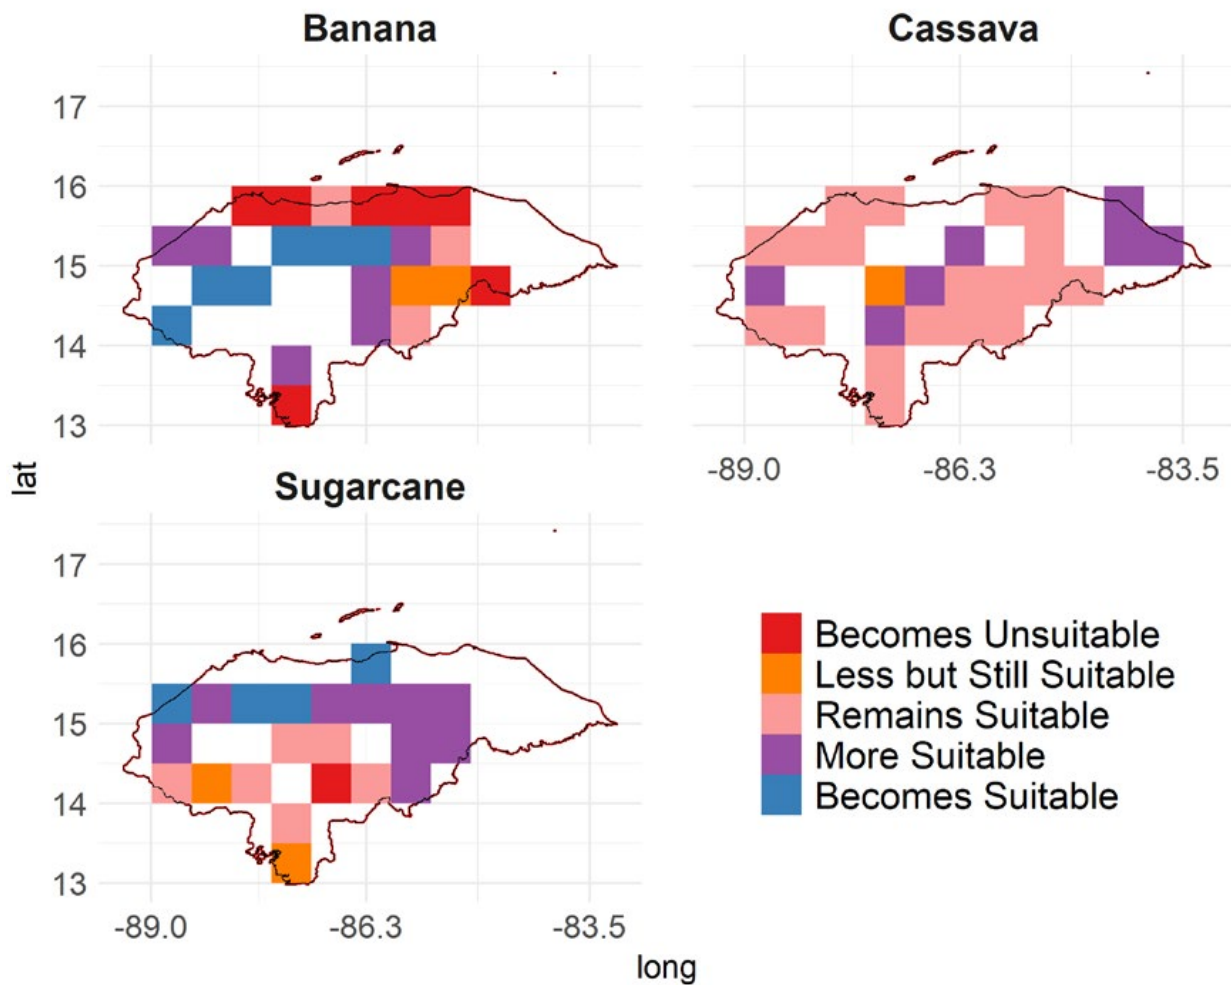 Banana
Cassava
17
16
15
14
13
-89.0
-86.3
-83.5
lat
Sugarcane
17
16
15
14
13
-89.0
-86.3
-83.5
long
Becomes Unsuitable
Less but Still Suitable
Remains Suitable
More Suitable
Becomes Suitable